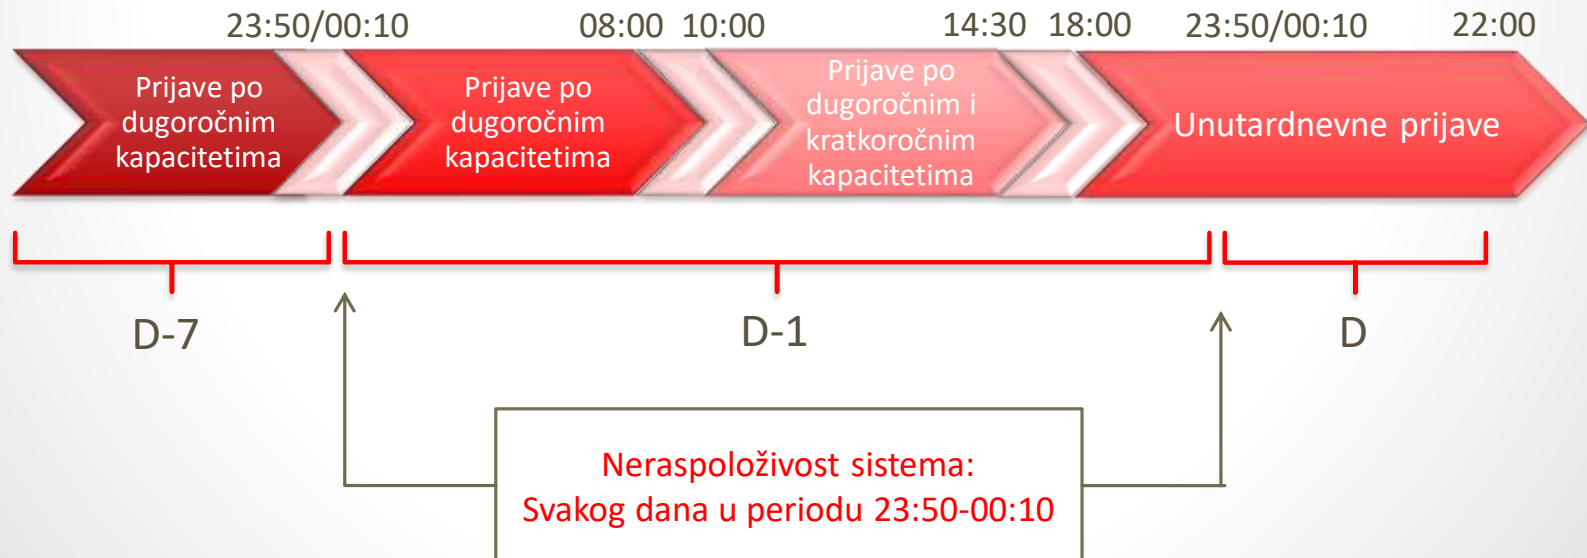 23:50/00:10 08:00 10:00 14:30 18:00 23:50/00:10 22:00
Prijave po
dugoročnim
kapacitetima
Prijave po
dugoročnim
kapacitetima
Prijave po
dugoročnim i
kratkoročnim
kapacitetima
Unutardnevne prijave
D-7
D-1
D
Neraspoloživost sistema:
Svakog dana u periodu 23:50-00:10